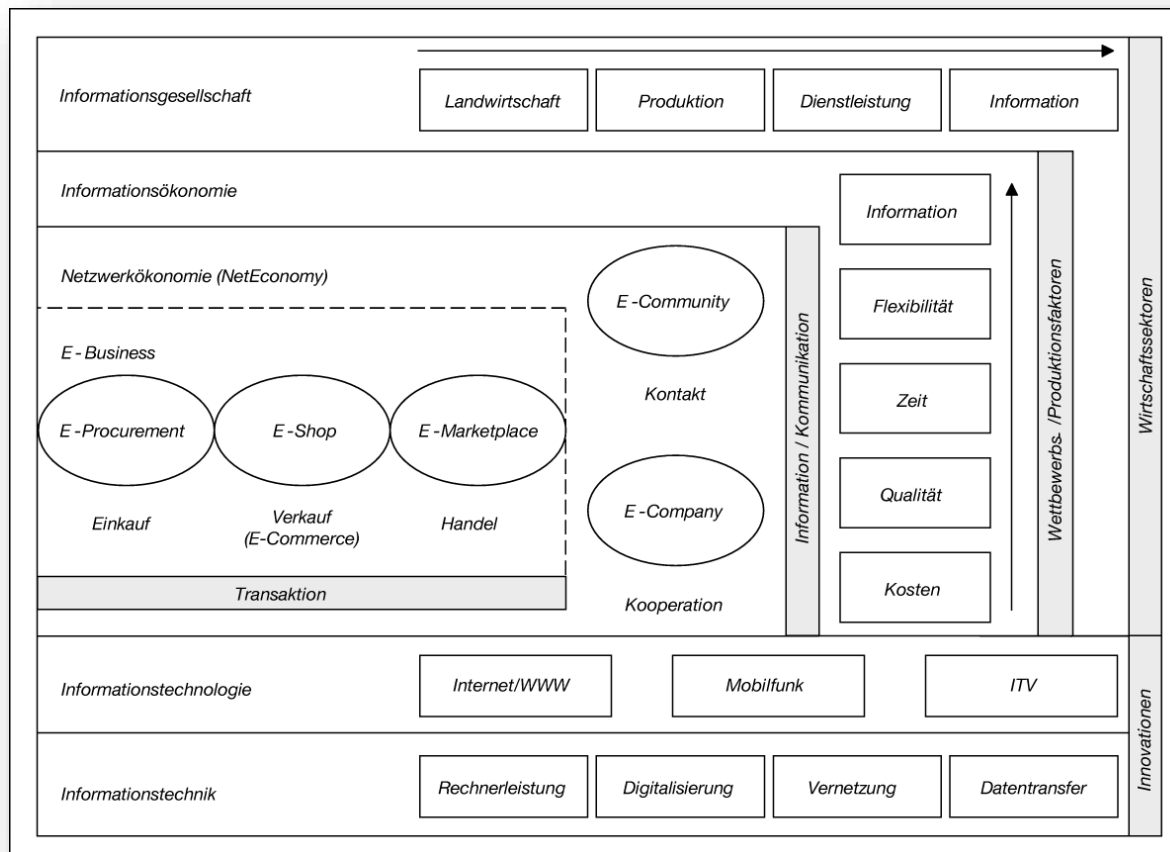 Informationsgesellschaft
Landwirtschaft
Produktion
Dienstleistung
Information
Informationsökonomie
Information
Flexibilität
Zeit
Qualität
Kosten
Netzwerkökonomie (NetEconomy)
E-Community
Kontakt
E-Company
Kooperation
E-Business
E-Procurement
E-Shop
E-Marketplace
Einkauf
Verkauf
(E-Commerce)
Handel
Transaktion
Information / Kommunikation
Wettbewerbs- /Produktionsfaktoren
Wirtschaftssektoren
Informationstechnologie
Internet/WWW
Mobilfunk
ITV
Informationstechnik
Rechnerleistung
Digitalisierung
Vernetzung
Datentransfer
Innovationen